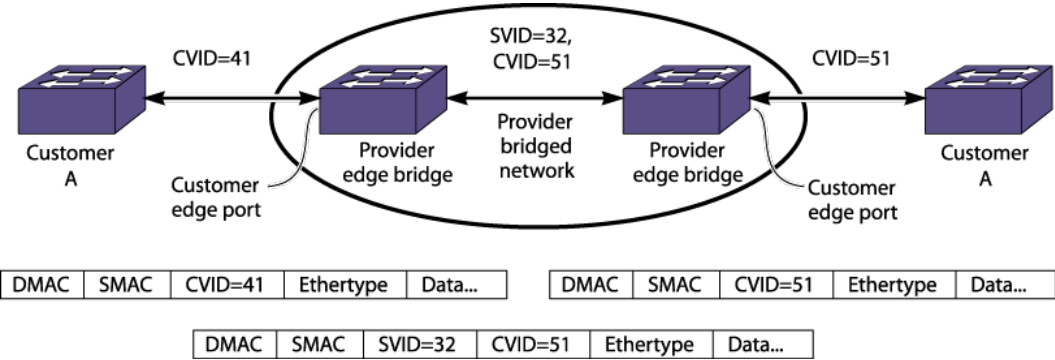 SVID=32,
CVID=41
CVID=51
CVID=51
Customer
A
Provider
edge bridge
Provider
bridged
network
Provider
edge bridge
Customer
A
Customer
edge port
Customer
edge port
DMAC SMAC CVID=41 Ethertype Data...
DMAC SMAC CVID=51 Ethertype Data...
DMAC SMAC SVID=32 CVID=51 Ethertype Data...